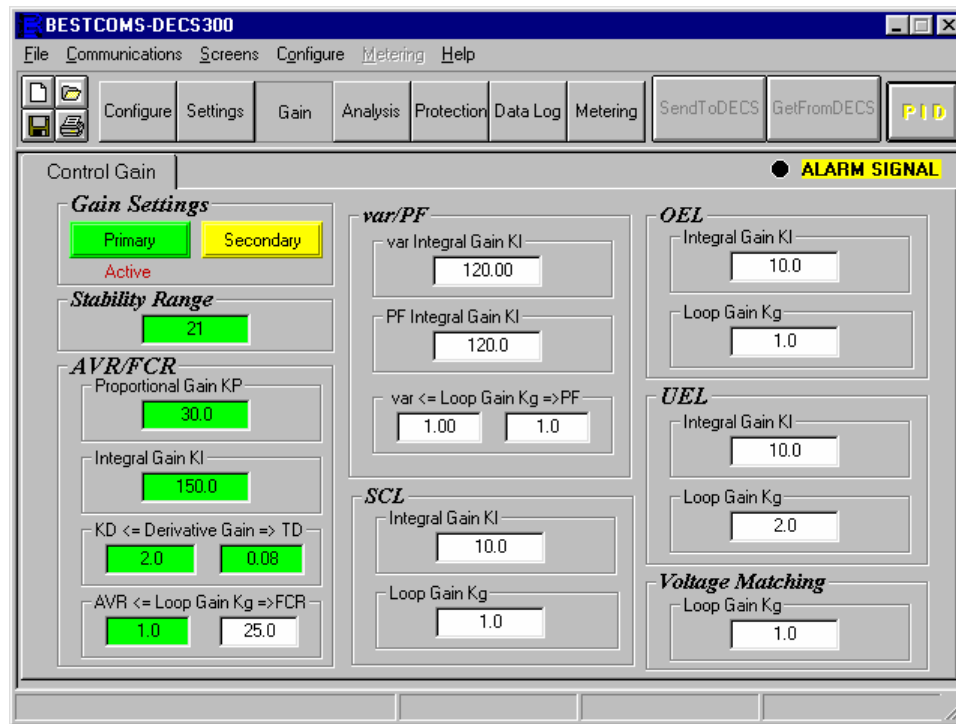 BESTCOMS-DECS300
File Communications Screens Configure Metering Help
Configure Settings Gain Analysis Protection Data Log Metering SendToDECS GetFromDECS PID
Control Gain
ALARM SIGNAL
Gain Settings
Primary Secondary
Active
Stability Range
21
AVR/FCR
Proportional Gain KP
30.0
Integral Gain KI
150.0
KD <= Derivative Gain => TD
2.0 0.08
AVR <= Loop Gain Kg =>FCR
1.0 25.0
var/PF
var Integral Gain KI
120.00
PF Integral Gain KI
120.0
var <= Loop Gain Kg =>PF
1.00 1.0
SCL
Integral Gain KI
10.0
Loop Gain Kg
1.0
OEL
Integral Gain KI
10.0
Loop Gain Kg
1.0
UEL
Integral Gain KI
10.0
Loop Gain Kg
2.0
Voltage Matching
Loop Gain Kg
1.0